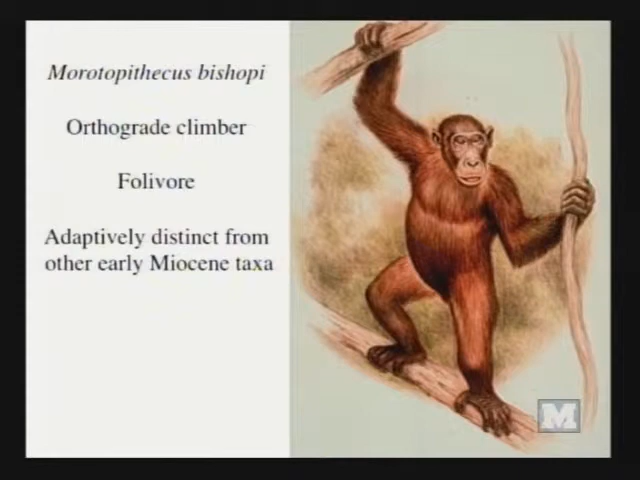 Morotopithecus bishopi
Orthograde climber
Folivore
Adaptively distinct from
other early Miocene taxa
M